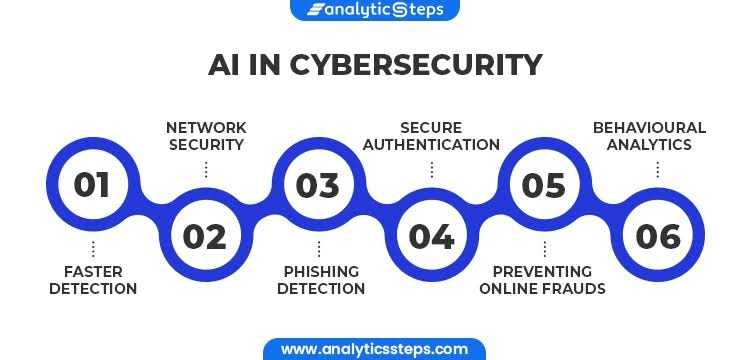 analyticSteps
AI IN CYBERSECURITY
01
FASTER
DETECTION
NETWORK
SECURITY
02
03
PHISHING
DETECTION
SECURE
AUTHENTICATION
04
05
PREVENTING
ONLINE FRAUDS
BEHAVIOURAL
ANALYTICS
06
www.analyticssteps.com